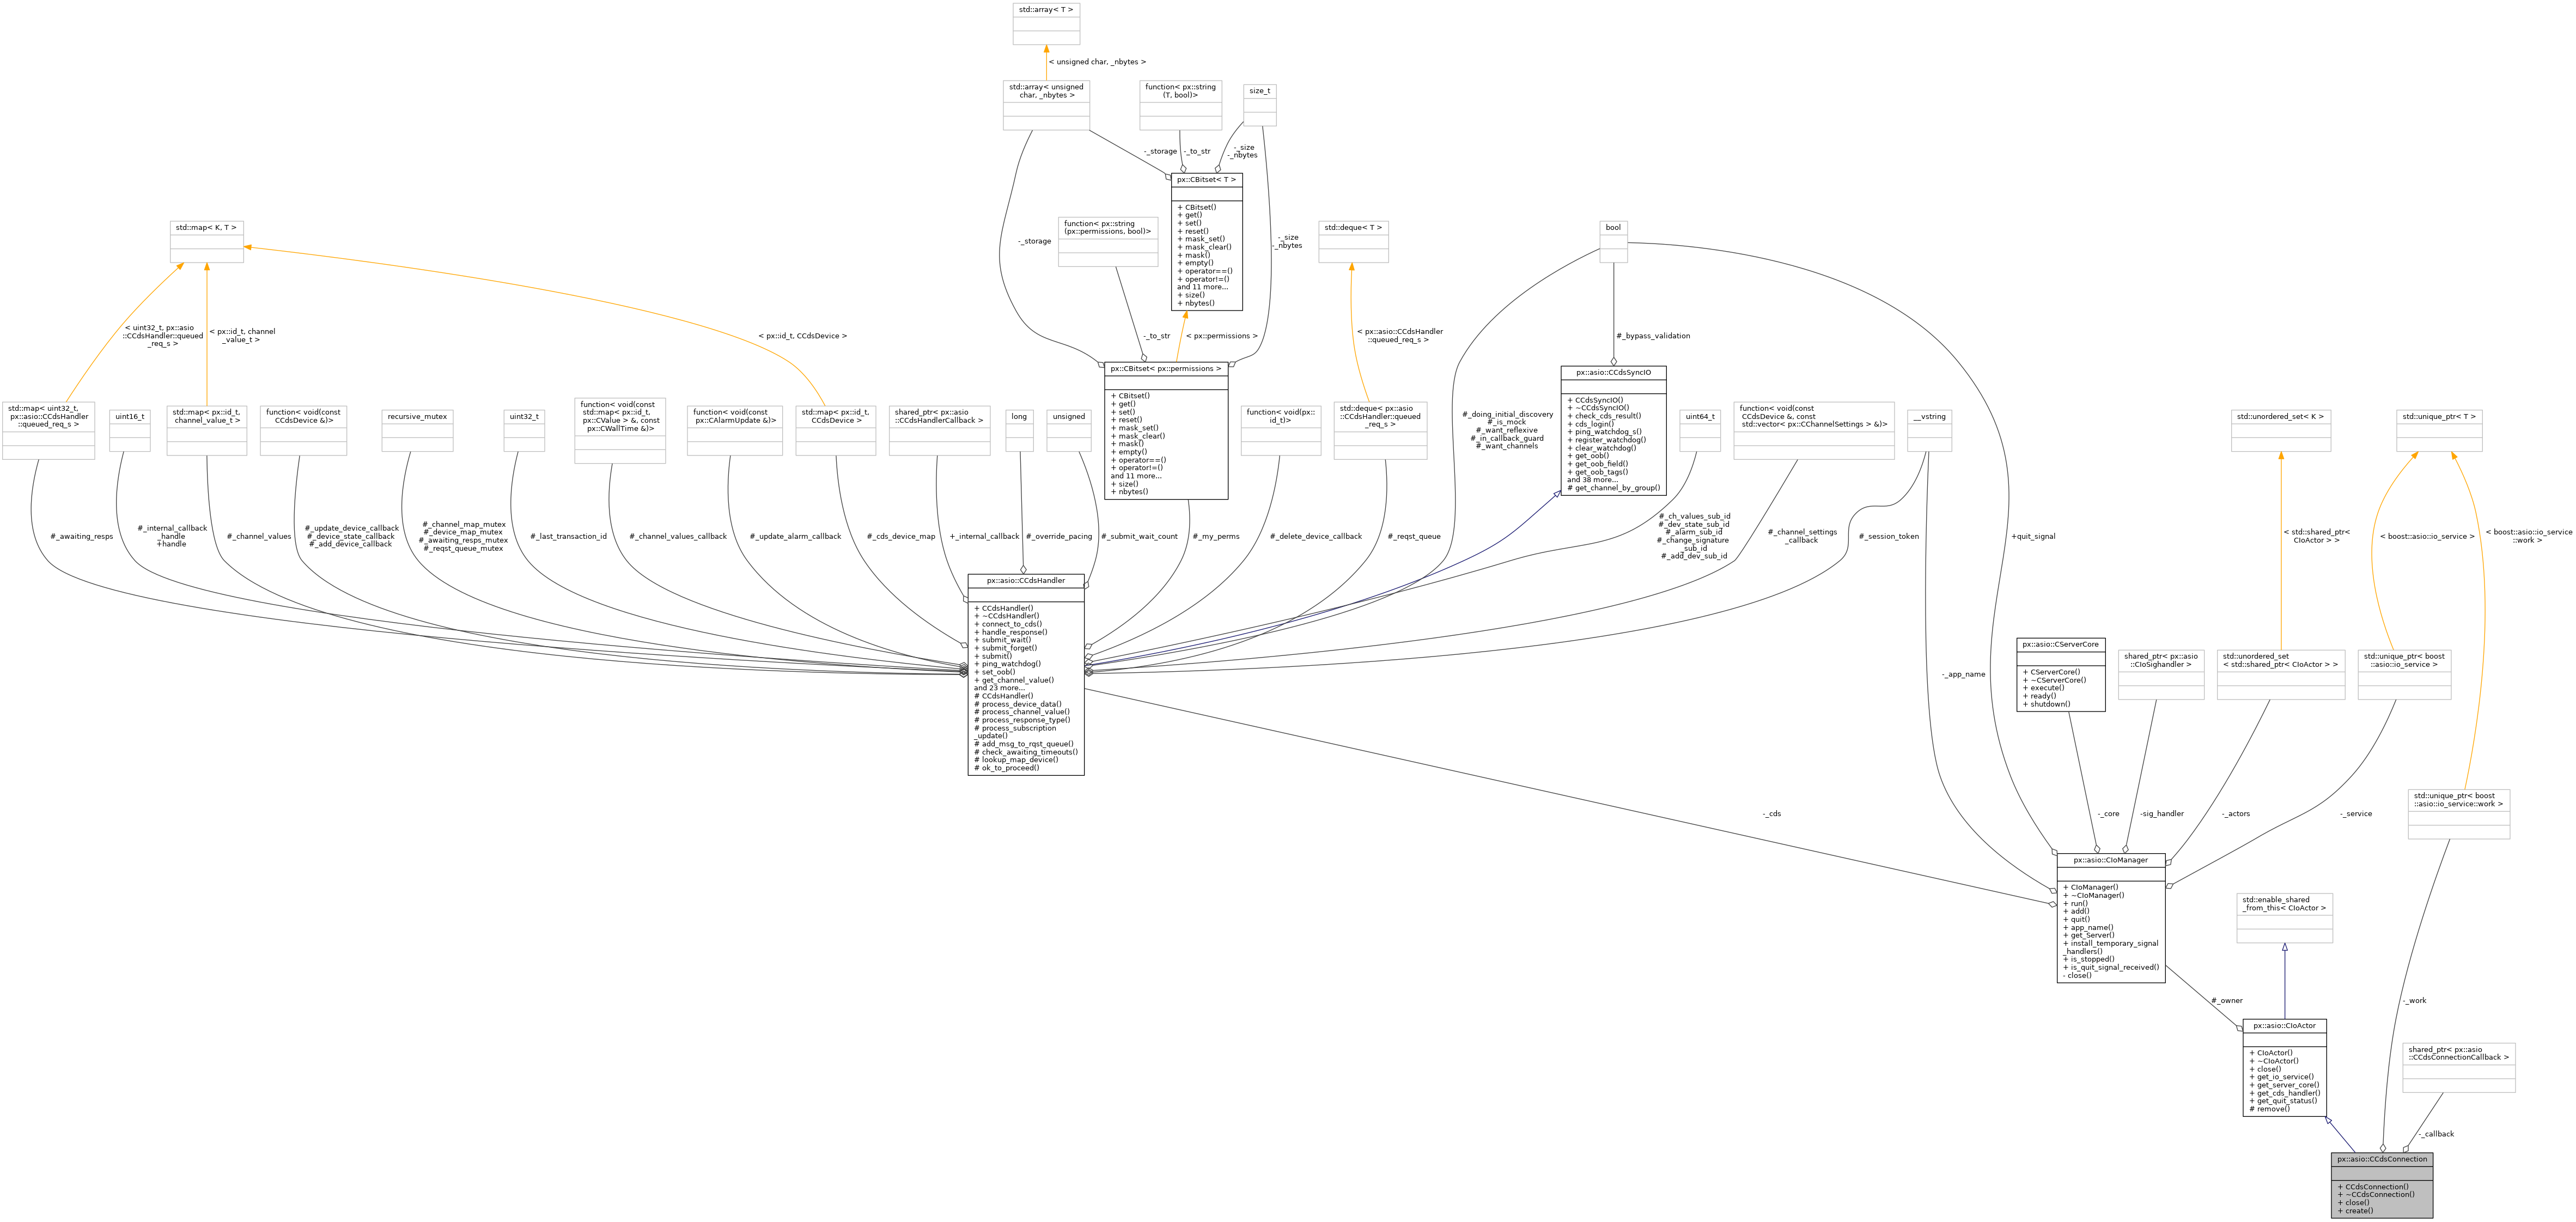 std::array< T >
< unsigned char, _nbytes >
std::array< unsigned
char, _nbytes >
function< px::string
(T, bool)>
size_t
-_storage
-_to_str
-_size
-_nbytes
px::CBitset< T >
+ CBitset()
+ get()
+ set()
+ reset()
+ mask_set()
+ mask_clear()
+ mask()
+ empty()
+ operator==()
+ operator!=()
and 11 more...
+ size()
+ nbytes()
std::map< K, T >
function< px::string
(px::permissions, bool)>
std::deque< T >
bool
-_storage
-_size
-_nbytes
< uint32_t, px::asio
::CCdsHandler::queued
_req_s >
< px::id_t, channel
_value_t >
< px::id_t, CCdsDevice >
-_to_str
< px::permissions >
< px::asio::CCdsHandler
::queued_req_s >
#_bypass_validation
px::CBitset< px::permissions >
+ CBitset()
+ get()
+ set()
+ reset()
+ mask_set()
+ mask_clear()
+ mask()
+ empty()
+ operator==()
+ operator!=()
and 11 more...
+ size()
+ nbytes()
px::asio::CCdsSyncIO
+ CCdsSyncIO()
+ ~CCdsSyncIO()
+ check_cds_result()
+ cds_login()
+ ping_watchdog_s()
+ register_watchdog()
+ clear_watchdog()
+ get_oob()
+ get_oob_field()
+ get_oob_tags()
and 38 more...
# get_channel_by_group()
std::map< uint32_t,
px::asio::CCdsHandler
::queued_req_s >
uint16_t
std::map< px::id_t,
channel_value_t >
function< void(const
CCdsDevice &)>
recursive_mutex
uint32_t
function< void(const
std::map< px::id_t,
px::CValue > &, const
px::CWallTime &)>
function< void(const
px::CAlarmUpdate &)>
std::map< px::id_t,
CCdsDevice >
shared_ptr< px::asio
::CCdsHandlerCallback >
long
unsigned
function< void(px::
id_t)>
std::deque< px::asio
::CCdsHandler::queued
_req_s >
#_doing_initial_discovery
#_is_mock
#_want_reflexive
#_in_callback_guard
#_want_channels
uint64_t
function< void(const
CCdsDevice &, const
std::vector< px::CChannelSettings > &)>
__vstring
std::unordered_set< K >
std::unique_ptr< T >
#_awaiting_resps
#_internal_callback
_handle
+handle
#_channel_values
#_update_device_callback
#_device_state_callback
#_add_device_callback
#_channel_map_mutex
#_device_map_mutex
#_awaiting_resps_mutex
#_reqst_queue_mutex
#_last_transaction_id
#_channel_values_callback
#_update_alarm_callback
#_cds_device_map
+_internal_callback
#_override_pacing
#_submit_wait_count
#_my_perms
#_delete_device_callback
#_reqst_queue
#_ch_values_sub_id
#_dev_state_sub_id
#_alarm_sub_id
#_change_signature
_sub_id
#_add_dev_sub_id
#_channel_settings
_callback
#_session_token
+quit_signal
< std::shared_ptr<
CIoActor > >
< boost::asio::io_service >
< boost::asio::io_service
::work >
px::asio::CCdsHandler
+ CCdsHandler()
+ ~CCdsHandler()
+ connect_to_cds()
+ handle_response()
+ submit_wait()
+ submit_forget()
+ submit()
+ ping_watchdog()
+ set_oob()
+ get_channel_value()
and 23 more...
# CCdsHandler()
# process_device_data()
# process_channel_value()
# process_response_type()
# process_subscription
_update()
# add_msg_to_rqst_queue()
# check_awaiting_timeouts()
# lookup_map_device()
# ok_to_proceed()
-_app_name
px::asio::CServerCore
+ CServerCore()
+ ~CServerCore()
+ execute()
+ ready()
+ shutdown()
shared_ptr< px::asio
::CIoSighandler >
std::unordered_set
< std::shared_ptr< CIoActor > >
std::unique_ptr< boost
::asio::io_service >
std::unique_ptr< boost
::asio::io_service::work >
-_cds
-_core
-sig_handler
-_actors
-_service
px::asio::CIoManager
+ CIoManager()
+ ~CIoManager()
+ run()
+ add()
+ quit()
+ app_name()
+ get_Server()
+ install_temporary_signal
_handlers()
+ is_stopped()
+ is_quit_signal_received()
- close()
std::enable_shared
_from_this< CIoActor >
#_owner
-_work
px::asio::CIoActor
+ CIoActor()
+ ~CIoActor()
+ close()
+ get_io_service()
+ get_server_core()
+ get_cds_handler()
+ get_quit_status()
# remove()
shared_ptr< px::asio
::CCdsConnectionCallback >
-_callback
px::asio::CCdsConnection
+ CCdsConnection()
+ ~CCdsConnection()
+ close()
+ create()